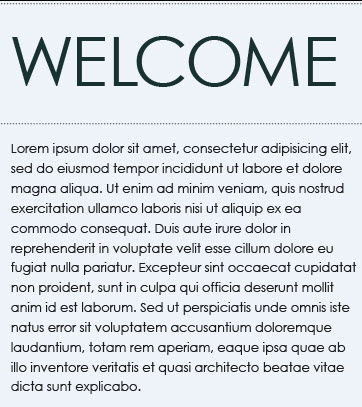 WELCOME
Lorem ipsum dolor sit amet, consectetur adipisicing elit,
sed do eiusmod tempor incididunt ut labore et dolore
magna aliqua. Ut enim ad minim veniam, quis nostrud
exercitation ullamco laboris nisi ut aliquip ex ea
commodo consequat. Duis aute irure dolor in
reprehenderit in voluptate velit esse cillum dolore eu
fugiat nulla pariatur. Excepteur sint occaecat cupidatat
non proident, sunt in culpa qui officia deserunt mollit
anim id est laborum. Sed ut perspiciatis unde omnis iste
natus error sit voluptatem accusantium doloremque
laudantium, totam rem aperiam, eaque ipsa quae ab
illo inventore veritatis et quasi architecto beatae vitae
dicta sunt explicabo.